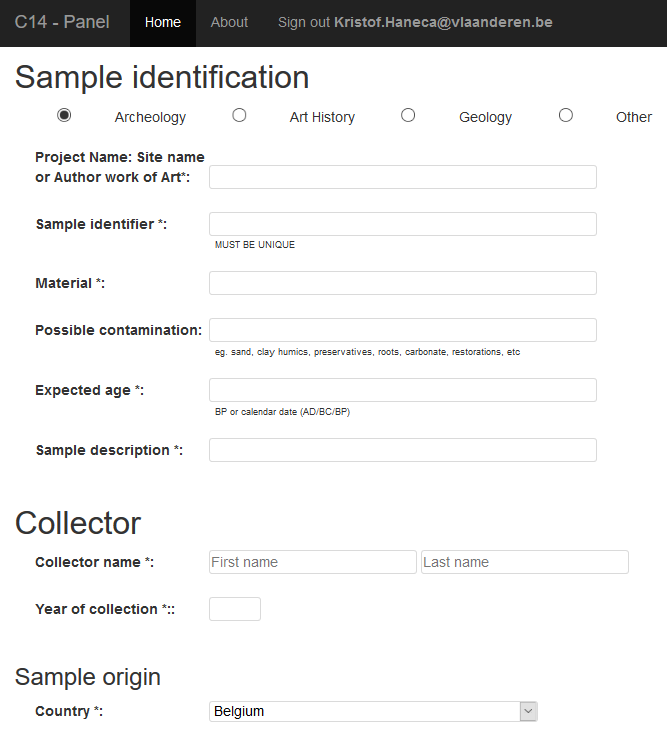 C14 - Panel Home About Sign out Kristof.Haneca@vlaanderen.be
Sample identification
Archeology Art History Geology Other
Project Name: Site name
or Author work of Art*:
Sample identifier *:
MUST BE UNIQUE
Material *:
Possible contamination:
eg. sand, clay humics, preservatives, roots, carbonate, restorations, etc
Expected age *:
BP or calendar date (AD/BC/BP)
Sample description *:
Collector
Collector name *: First name Last name
Year of collection *::
Sample origin
Country *: Belgium